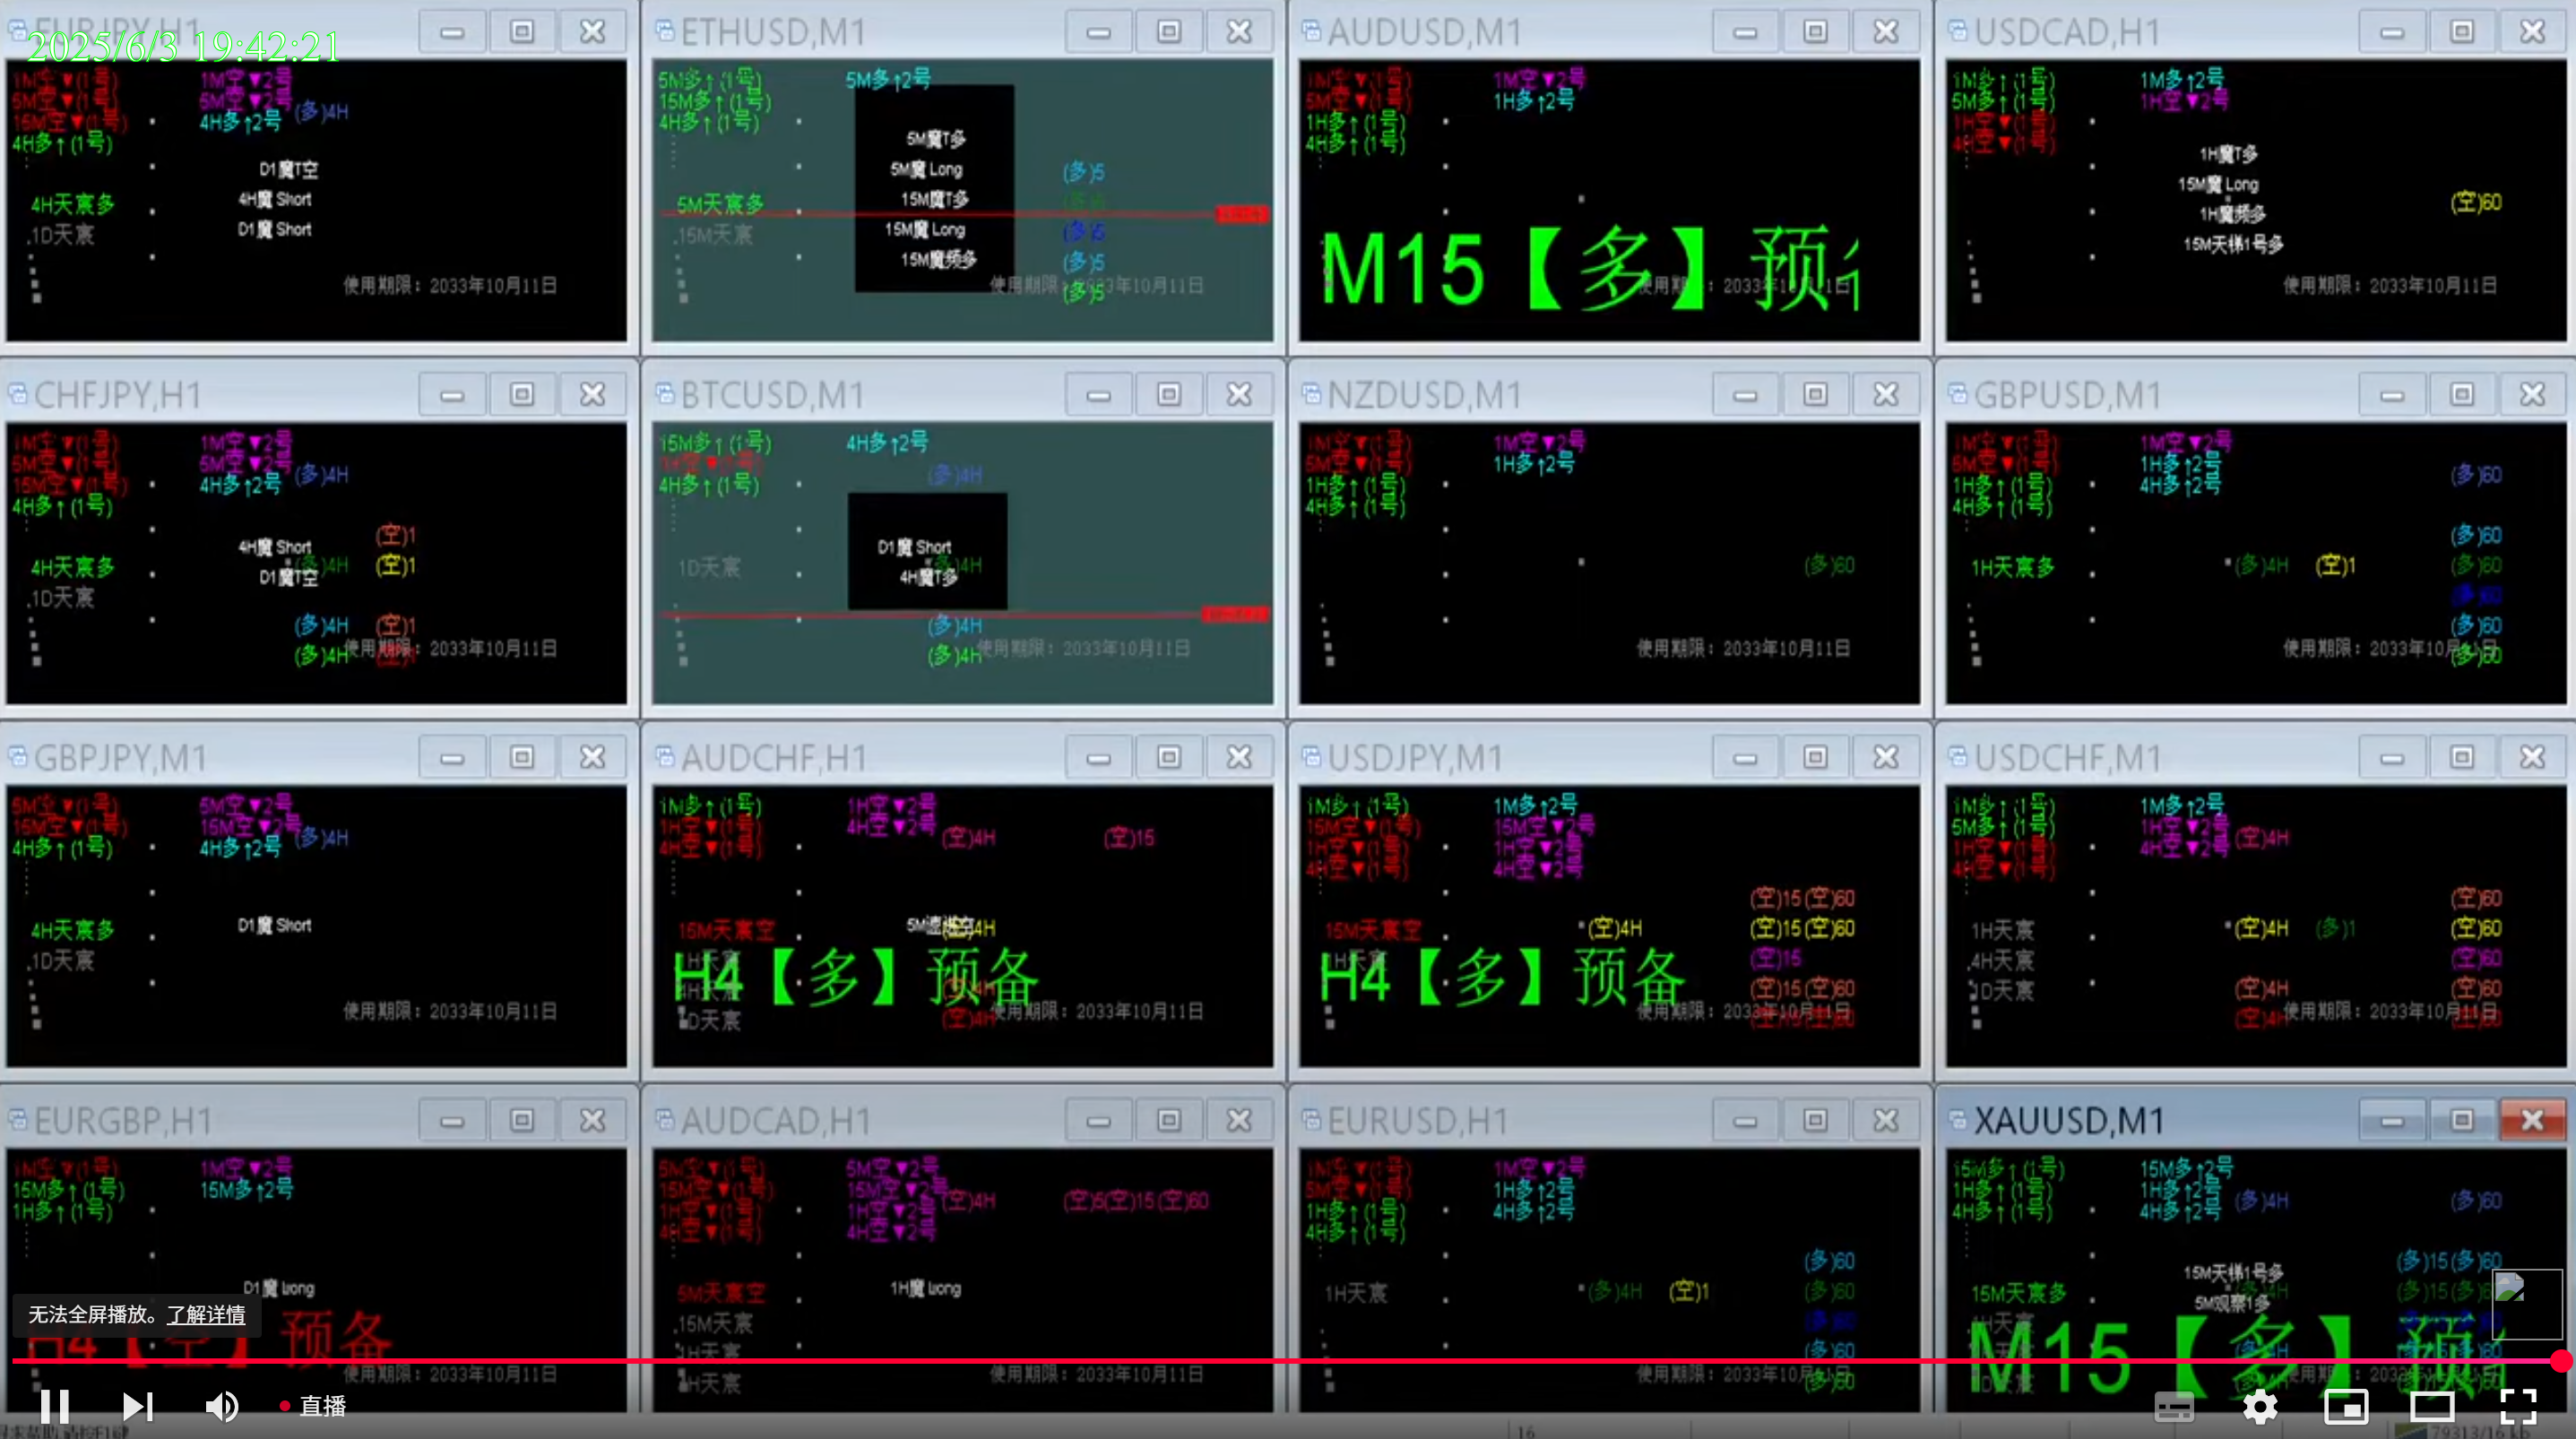 EURJPY,H1
2025/6/3 19:42:21
1M空▼(1号)
5M空▼(1号)
15M空▼(1号)
4H多↑(1号)
1M空▼2号
5M空▼2号
4H多↑2号
(多)4H
D1魔T空
4H魔 Short
D1魔 Short
4H天宸多
1D天宸
使用期限：2033年10月11日
ETHUSD,M1
5M多↑(1号)
15M多↑(1号)
4H多↑(1号)
5M多↑2号
5M魔T多
5M魔 Long
15M魔T多
15M魔 Long
15M魔频多
(多)5
(多)5
(多)5
(多)5
5M天宸多
15M天宸
使用期限：2033年10月11日
AUDUSD,M1
1M空▼(1号)
5M空▼(1号)
1H多↑(1号)
4H多↑(1号)
1M空▼2号
1H多↑2号
M15【多】预
使用期限：2033年10月11日
USDCAD,H1
1M多↑(1号)
5M多↑(1号)
1H空▼(1号)
4H空▼(1号)
1M多↑2号
1H空▼2号
1H魔T多
15M魔 Long
1H魔频多
15M天梯1号多
(空)60
使用期限：2033年10月11日
CHFJPY,H1
1M空▼(1号)
5M空▼(1号)
15M空▼(1号)
4H多↑(1号)
1M空▼2号
5M空▼2号
4H多↑2号
(多)4H
(空)1
4H魔 Short
(多)4H
(空)1
D1魔T空
4H天宸多
1D天宸
(多)4H
(空)1
(多)4H
使用期限：2033年10月11日
BTCUSD,M1
15M多↑(1号)
1H空▼(1号)
4H多↑(1号)
4H多↑2号
(多)4H
D1魔 Short
(多)4H
4H魔T多
1D天宸
(多)4H
(多)4H
使用期限：2033年10月11日
NZDUSD,M1
1M空▼(1号)
5M空▼(1号)
1H多↑(1号)
4H多↑(1号)
1M空▼2号
1H多↑2号
(多)60
使用期限：2033年10月11日
GBPUSD,M1
1M空▼(1号)
5M空▼(1号)
1H多↑(1号)
4H多↑(1号)
1M空▼2号
1H多↑2号
4H多↑2号
(多)60
(多)60
1H天宸多
(多)4H
(空)1
(多)60
(多)60
(多)60
(多)60
使用期限：2033年10月11日
GBPJPY,M1
5M空▼(1号)
15M空▼(1号)
4H多↑(1号)
5M空▼2号
15M空▼2号
4H多↑2号
(多)4H
D1魔 Short
4H天宸多
1D天宸
使用期限：2033年10月11日
AUDCHF,H1
1M多↑(1号)
1H空▼(1号)
4H空▼(1号)
1H空▼2号
4H空▼2号
(空)4H
(空)15
15M天宸空
H4【多】预备
1H天宸
4H天宸
1D天宸
(空)4H
(空)4H
使用期限：2033年10月11日
USDJPY,M1
1M多↑(1号)
15M空▼(1号)
1H空▼(1号)
4H空▼(1号)
1M多↑2号
15M空▼2号
1H空▼2号
4H空▼2号
(空)15(空)60
15M天宸空
(空)4H
(空)15(空)60
(空)15
1H天宸
H4【多】预备
(空)15(空)60
(空)15(空)60
使用期限：2033年10月11日
USDCHF,M1
1M多↑(1号)
5M多↑(1号)
1H空▼(1号)
4H空▼(1号)
1M多↑2号
1H空▼2号
4H空▼2号
(空)4H
(空)60
1H天宸
(空)4H
(多)1
(空)60
4H天宸
(空)60
1D天宸
(空)4H
(空)60
(空)4H
(空)60
使用期限：2033年10月11日
EURGBP,H1
1M空▼(1号)
15M多↑(1号)
1H多↑(1号)
1M空▼2号
15M多↑2号
D1魔 Long
无法全屏播放。了解详情
H4【空】预备
使用期限：2033年10月11日
AUDCAD,H1
5M空▼(1号)
15M空▼(1号)
1H空▼(1号)
4H空▼(1号)
5M空▼2号
15M空▼2号
1H空▼2号
4H空▼2号
(空)4H
(空)5(空)15(空)60
1H魔 Long
5M天宸空
15M天宸
1H天宸
4H天宸
使用期限：2033年10月11日
EURUSD,H1
1M空▼(1号)
5M空▼(1号)
1H多↑(1号)
4H多↑(1号)
1M空▼2号
1H多↑2号
4H多↑2号
(多)60
1H天宸
(多)4H
(空)1
(多)60
(多)60
(多)60
(多)60
使用期限：2033年10月11日
XAUUSD,M1
15M多↑(1号)
1H多↑(1号)
4H多↑(1号)
15M多↑2号
1H多↑2号
4H多↑2号
(多)4H
(多)60
(多)15(多)60
15M天梯1号多
15M天宸多
5M观察1多
M15【多】预
直播
16